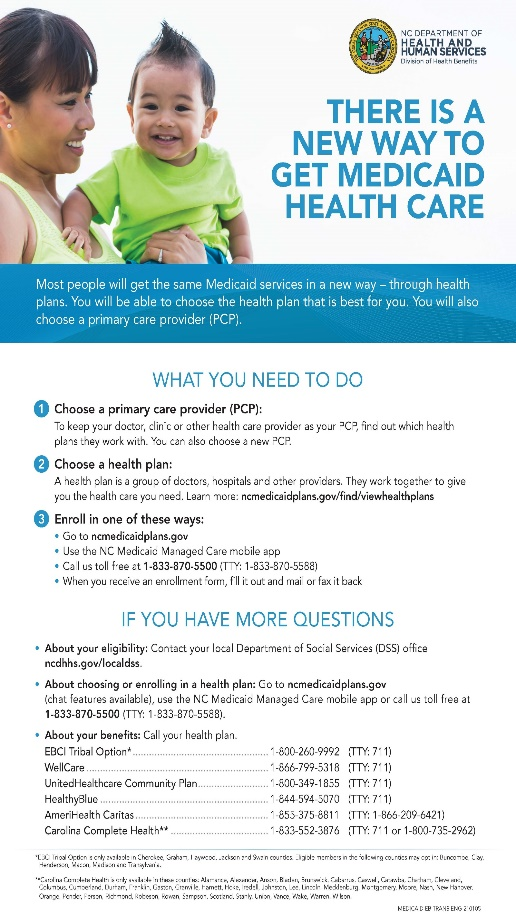 NC DEPARTMENT OF
HEALTH AND
HUMAN SERVICES
Division of Health Benefits
THERE IS A
NEW WAY TO
GET MEDICAID
HEALTH CARE
Most people will get the same Medicaid services in a new way – through health
plans. You will be able to choose the health plan that is best for you. You will also
choose a primary care provider (PCP).
WHAT YOU NEED TO DO
1 Choose a primary care provider (PCP):
To keep your doctor, clinic or other health care provider as your PCP, find out which health
plans they work with. You can also choose a new PCP.
2 Choose a health plan:
A health plan is a group of doctors, hospitals and other providers. They work together to give
you the health care you need. Learn more: ncmedicaidplans.gov/find/viewhealthplans
3 Enroll in one of these ways:
• Go to ncmedicaidplans.gov
• Use the NC Medicaid Managed Care mobile app
• Call us toll free at 1-833-870-5500 (TTY: 1-833-870-5588)
• When you receive an enrollment form, fill it out and mail or fax it back
IF YOU HAVE MORE QUESTIONS
• About your eligibility: Contact your local Department of Social Services (DSS) office
ncdhhs.gov/localdss.
• About choosing or enrolling in a health plan: Go to ncmedicaidplans.gov
(chat features available), use the NC Medicaid Managed Care mobile app or call us toll free at
1-833-870-5500 (TTY: 1-833-870-5588).
• About your benefits: Call your health plan.
EBCI Tribal Option* 1-800-260-9992 (TTY: 711)
WellCare 1-866-799-5318 (TTY: 711)
UnitedHealthcare Community Plan 1-800-349-1855 (TTY: 711)
HealthyBlue 1-844-594-5070 (TTY: 711)
AmeriHealth Caritas 1-855-375-8811 (TTY: 1-866-209-6421)
Carolina Complete Health** 1-833-552-3876 (TTY: 711 or 1-800-735-2962)
*EBCI Tribal Option is only available in Cherokee, Graham, Haywood, Jackson and Swain counties. Eligible members in the following counties may opt in: Buncombe, Clay,
Henderson, Macon, Madison and Transylvania.
**Carolina Complete Health is only available in these counties: Alamance, Alexander, Anson, Bladen, Brunswick, Cabarrus, Caswell, Catawba, Chatham, Cleveland,
Columbus, Cumberland, Durham, Franklin, Gaston, Granville, Harnett, Hoke, Iredell, Johnston, Lee, Lincoln, Mecklenburg, Montgomery, Moore, Nash, New Hanover,
Orange, Pender, Person, Richmond, Robeson, Rowan, Sampson, Scotland, Stanly, Union, Vance, Wake, Warren, Wilson.
MEDICAID EB TRANS ENG 210105